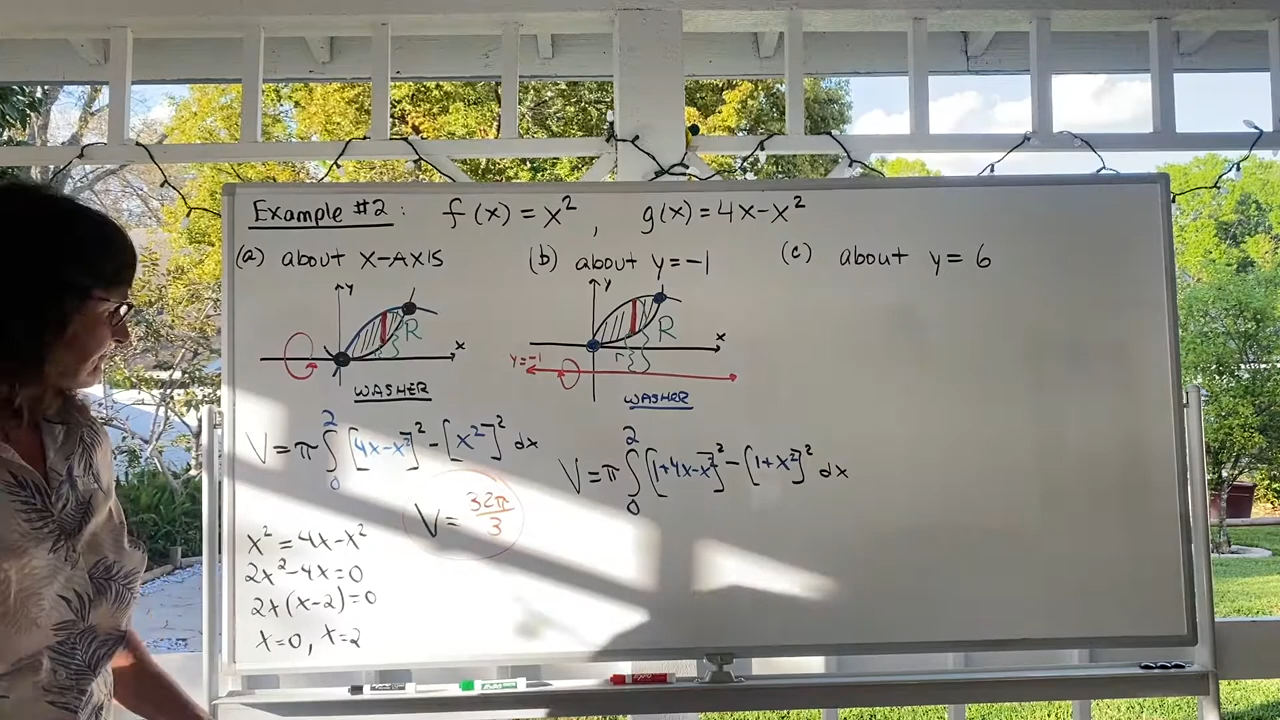 Example #2: f(x) = x², g(x) = 4x-x²
(a) about X-AXIS
y
R
x
WASHER
V = π ∫₀² [4x-x²]² - [x²]² dx
V = 32π/3
x² = 4x-x²
2x²-4x=0
2x(x-2)=0
x=0, x=2
(b) about y=-1
y
R
x
r
y=-1
WASHER
V = π ∫₀² [1+4x-x²]² - [1+x²]² dx
(c) about y= 6